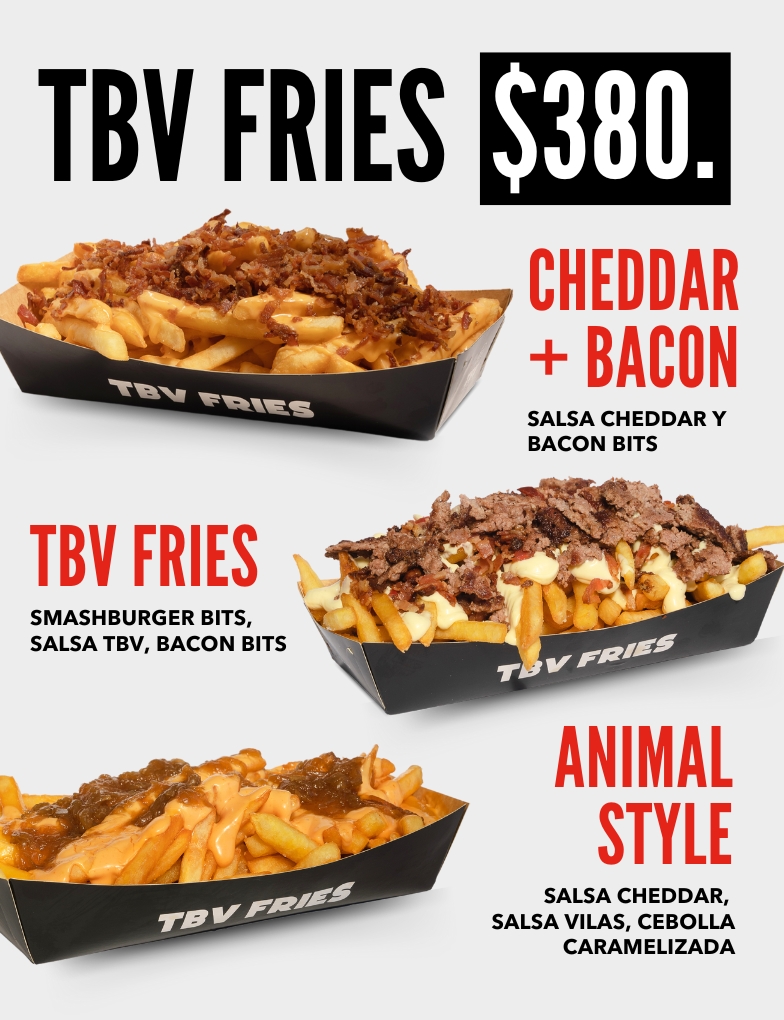 TBV FRIES $380.
CHEDDAR
+ BACON
SALSA CHEDDAR Y
BACON BITS
TBV FRIES
TBV FRIES
SMASHBURGER BITS,
SALSA TBV, BACON BITS
TBV FRIES
ANIMAL
STYLE
SALSA CHEDDAR,
SALSA VILAS, CEBOLLA
CARAMELIZADA
TBV FRIES